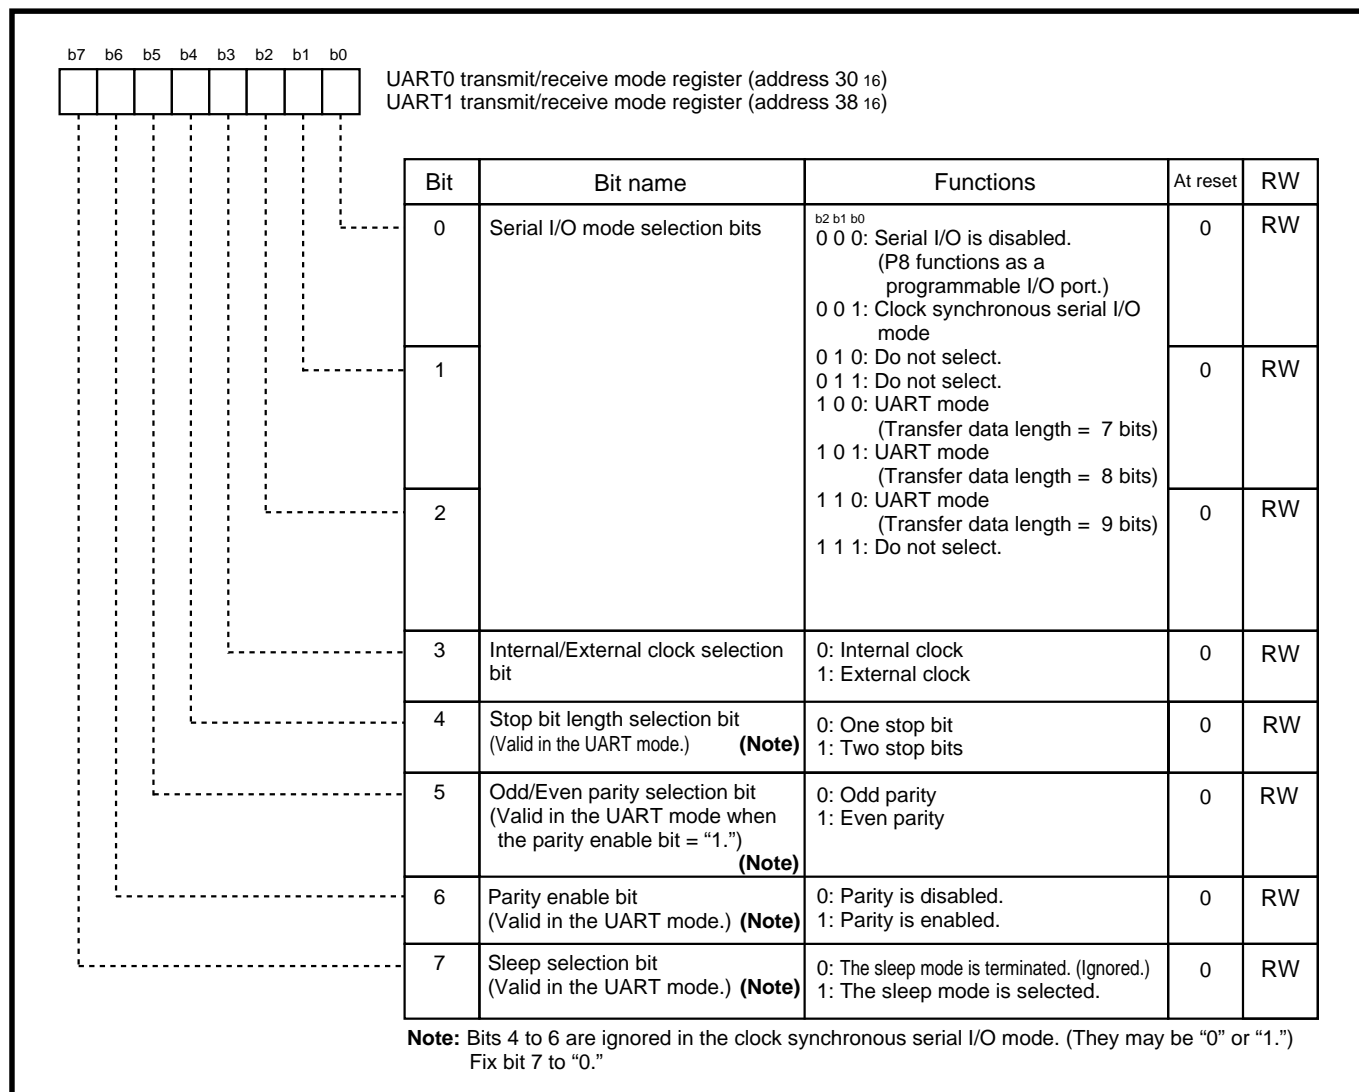 b7 b6 b5 b4 b3 b2 b1 b0
UART0 transmit/receive mode register (address 30 16)
UART1 transmit/receive mode register (address 38 16)
Bit Bit name Functions At reset RW
0 Serial I/O mode selection bits b2 b1 b0 0 RW
0 0 0: Serial I/O is disabled.
(P8 functions as a
programmable I/O port.)
0 0 1: Clock synchronous serial I/O
mode
1 0 1 0: Do not select. 0 RW
0 1 1: Do not select.
1 0 0: UART mode
(Transfer data length = 7 bits)
1 0 1: UART mode
(Transfer data length = 8 bits)
2 1 1 0: UART mode 0 RW
(Transfer data length = 9 bits)
1 1 1: Do not select.
3 Internal/External clock selection 0: Internal clock 0 RW
bit 1: External clock
4 Stop bit length selection bit 0: One stop bit 0 RW
(Valid in the UART mode.) (Note) 1: Two stop bits
5 Odd/Even parity selection bit 0: Odd parity 0 RW
(Valid in the UART mode when 1: Even parity
the parity enable bit = “1.”)
(Note)
6 Parity enable bit 0: Parity is disabled. 0 RW
(Valid in the UART mode.) (Note) 1: Parity is enabled.
7 Sleep selection bit 0: The sleep mode is terminated. (Ignored.) 0 RW
(Valid in the UART mode.) (Note) 1: The sleep mode is selected.
Note: Bits 4 to 6 are ignored in the clock synchronous serial I/O mode. (They may be “0” or “1.”)
Fix bit 7 to “0.”